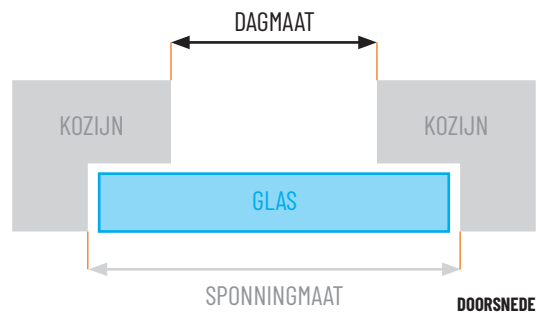 DAGMAAT
KOZIJN
KOZIJN
GLAS
SPONNINGMAAT
DOORSNEDE